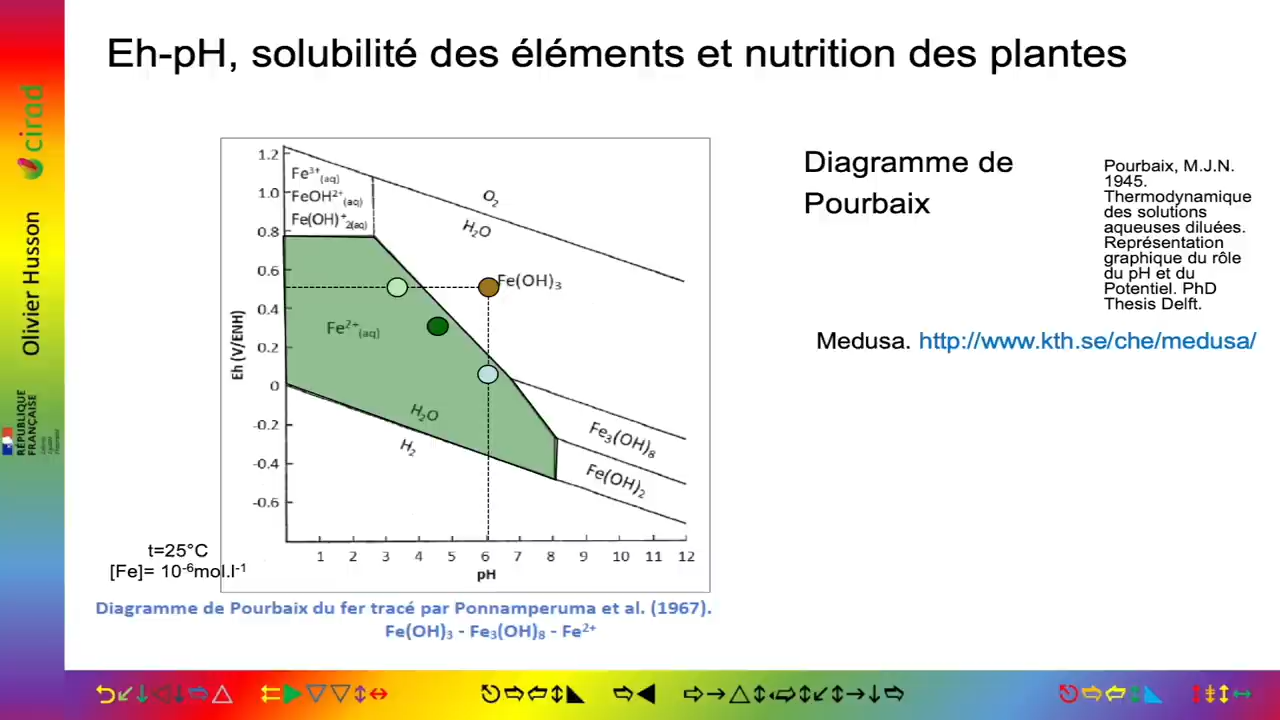 Eh-pH, solubilité des éléments et nutrition des plantes
cirad
Olivier Husson
RÉPUBLIQUE
FRANÇAISE
Diagramme de
Pourbaix
Pourbaix, M.J.N.
1945.
Thermodynamique
des solutions
aqueuses diluées.
Représentation
graphique du rôle
du pH et du
Potentiel. PhD
Thesis Delft.
Medusa. http://www.kth.se/che/medusa/
Eh (V/ENH)
1.2
1.0
0.8
0.6
0.4
0.2
0
-0.2
-0.4
-0.6
Fe³⁺(aq)
FeOH²⁺(aq)
Fe(OH)⁺₂(aq)
O₂
H₂O
Fe(OH)₃
Fe²⁺(aq)
H₂O
H₂
Fe₃(OH)₈
Fe(OH)₂
1 2 3 4 5 6 7 8 9 10 11 12
pH
t=25°C
[Fe]= 10⁻⁶mol.l⁻¹
Diagramme de Pourbaix du fer tracé par Ponnamperuma et al. (1967).
Fe(OH)₃ - Fe₃(OH)₈ - Fe²⁺